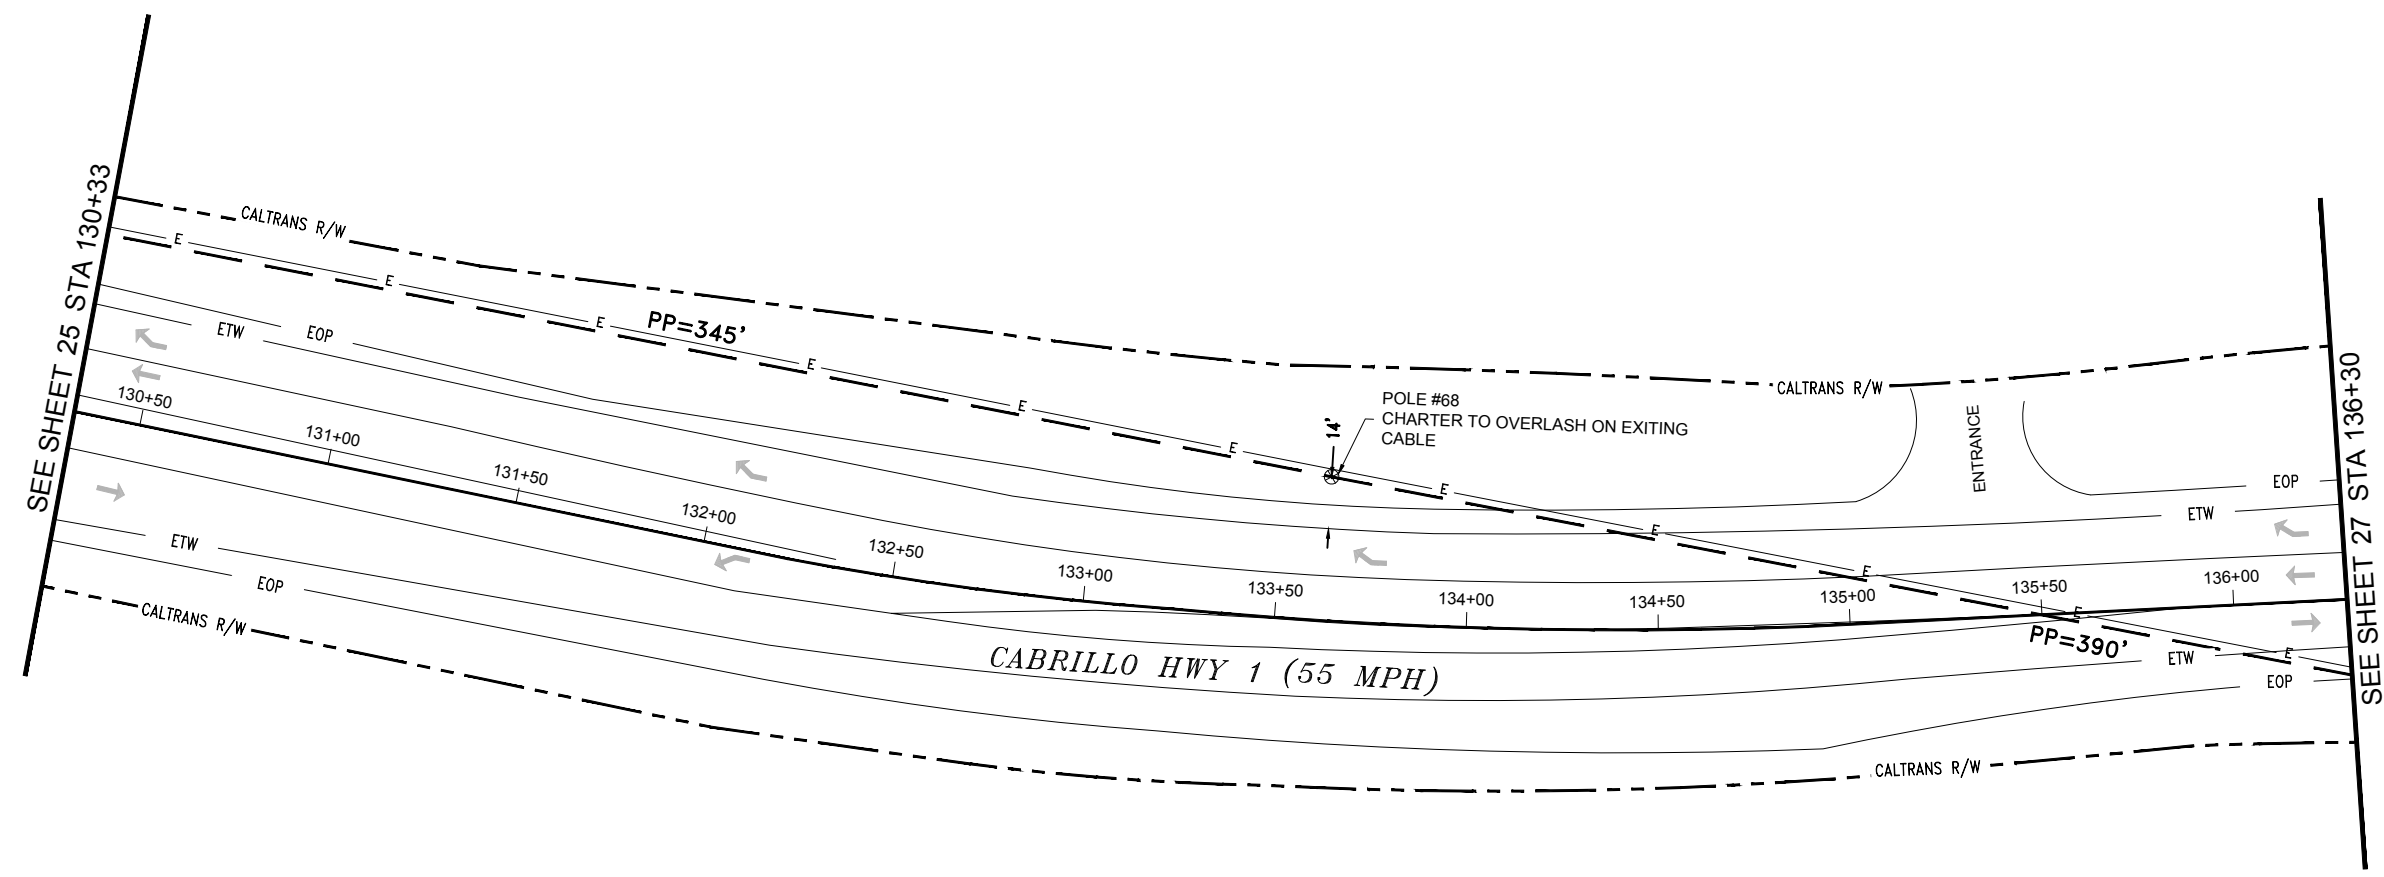 SEE SHEET 25 STA 130+33
CALTRANS R/W
E
E
E
PP=345'
E
E
E
E
E
E
E
E
ETW
EOP
130+50
131+00
131+50
132+00
132+50
133+00
133+50
134+00
134+50
135+00
135+50
136+00
14'
POLE #68
CHARTER TO OVERLASH ON EXITING
CABLE
CALTRANS R/W
ENTRANCE
EOP
ETW
PP=390'
ETW
EOP
ETW
EOP
CALTRANS R/W
CABRILLO HWY 1 (55 MPH)
CALTRANS R/W
SEE SHEET 27 STA 136+30